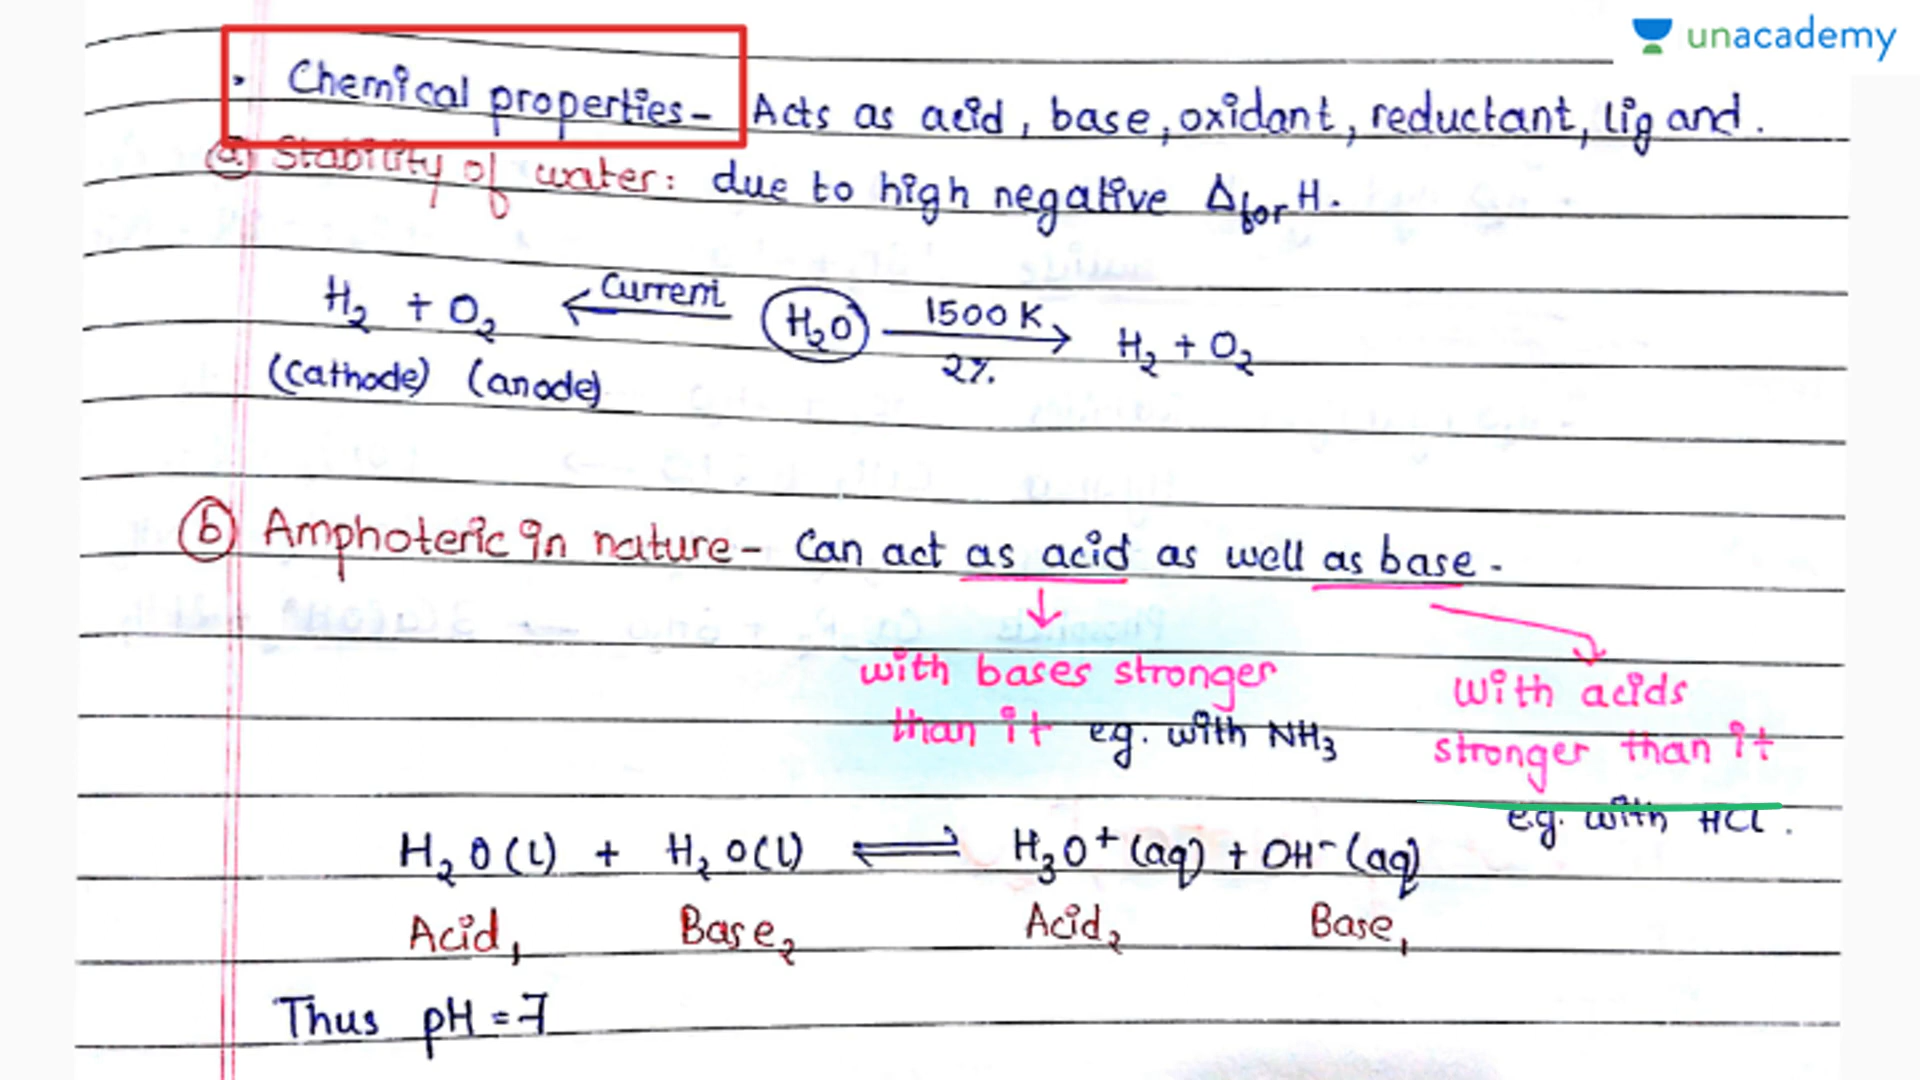 unacademy
· Chemical properties - Acts as acid, base, oxidant, reductant, ligand.
(a) Stability of water: due to high negative ΔforH.
H₂ + O₂ ⟵Current H₂O 1500 K⟶ 2% H₂ + O₂
(cathode) (anode)
(b) Amphoteric in nature - Can act as acid as well as base.
↓
with bases stronger than it eg. with NH₃
With acids stronger than it
e.g. with HCl.
H₂O(l) + H₂O(l) ⇌ H₃O⁺(aq) + OH⁻(aq)
Acid₁ Base₂ Acid₂ Base₁
Thus pH = 7